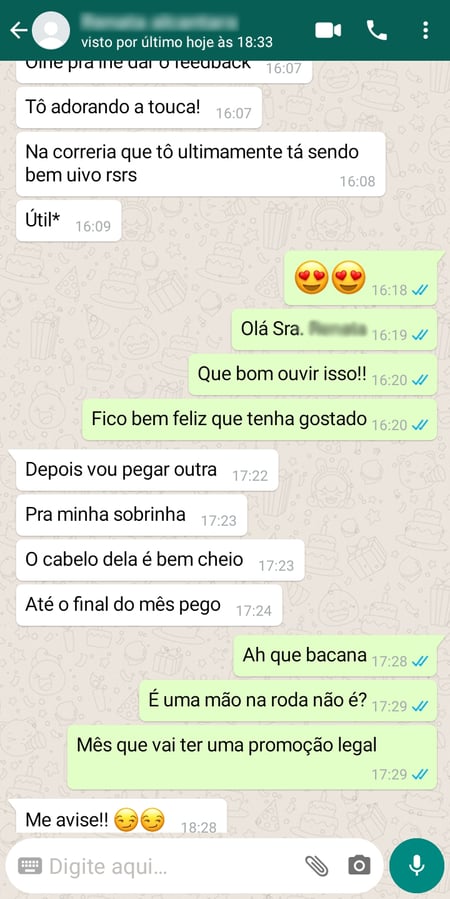 visto por último hoje às 18:33
Olhe pra lhe dar o feedback 16:07
Tô adorando a touca! 16:07
Na correria que tô ultimamente tá sendo
bem uivo rsrs
16:08
Útil* 16:09
😍😍 16:18
Olá Sra. 16:19
Que bom ouvir isso!! 16:20
Fico bem feliz que tenha gostado 16:20
Depois vou pegar outra 17:22
Pra minha sobrinha 17:23
O cabelo dela é bem cheio 17:23
Até o final do mês pego 17:24
Ah que bacana 17:28
É uma mão na roda não é? 17:29
Mês que vai ter uma promoção legal
17:29
Me avise!! 😏😏 18:28
Digite aqui...